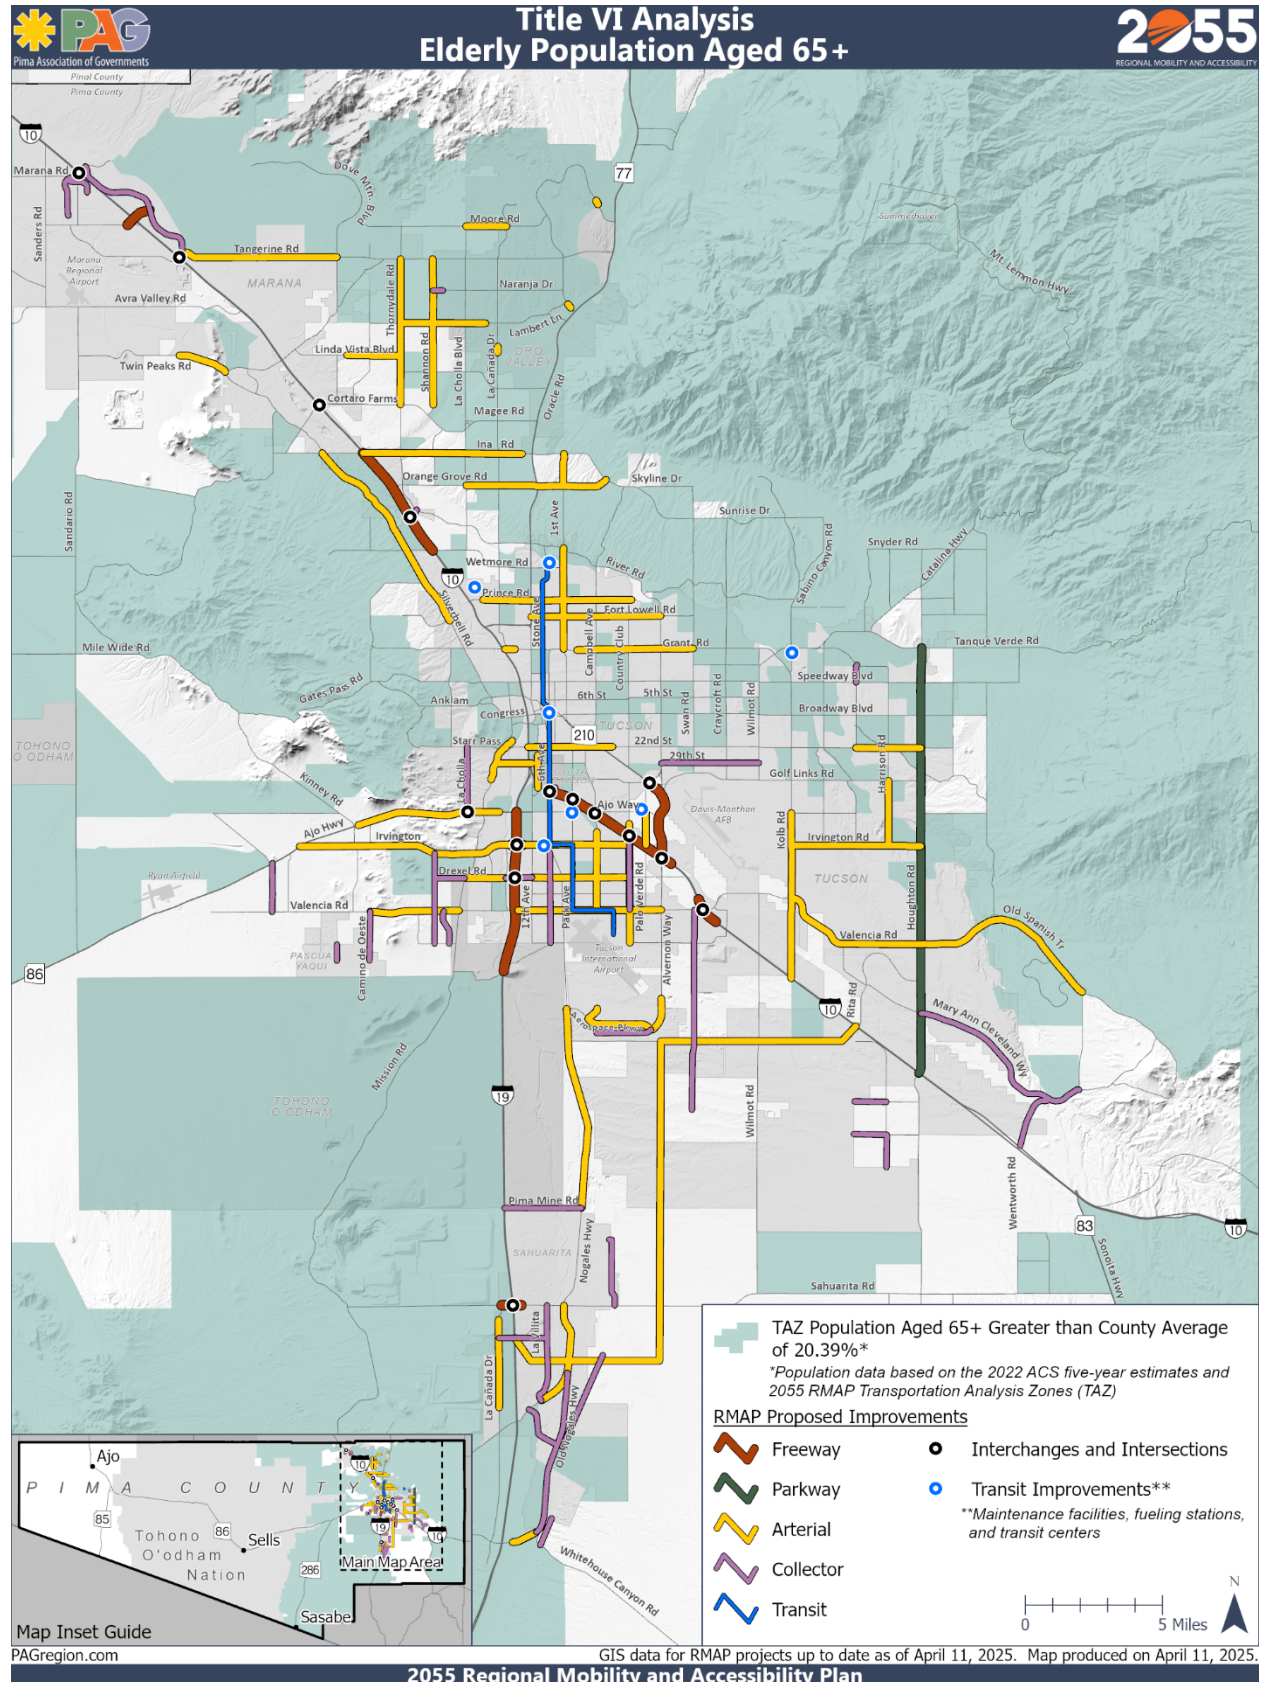 PAG
Pima Association of Governments
Title VI Analysis
Elderly Population Aged 65+
2055
REGIONAL MOBILITY AND ACCESSIBILITY
Pinal County
Pima County
10
Marana Rd
Dove Mtn. Blvd
77
Summerhaven
Sanders Rd
Moore Rd
Tangerine Rd
Mt. Lemmon Hwy
Marana
Regional
Airport
MARANA
Thornydale Rd
Naranja Dr
Avra Valley Rd
Lambert Ln
Linda Vista Blvd
Shannon Rd
La Cholla Blvd
La Cañada Dr
ORO
VALLEY
Twin Peaks Rd
Oracle Rd
Cortaro Farms
Magee Rd
Ina Rd
Orange Grove Rd
Skyline Dr
Sandario Rd
1st Ave
Sunrise Dr
Sabino Canyon Rd
Snyder Rd
Catalina Hwy
Wetmore Rd
River Rd
10
Prince Rd
Silverbell Rd
Stone Ave
Fort Lowell Rd
Campbell Ave
Country Club
Grant Rd
Mile Wide Rd
Tanque Verde Rd
Speedway Blvd
Gates Pass Rd
Anklam
6th St
5th St
Swan Rd
Craycroft Rd
Wilmot Rd
Broadway Blvd
Congress
TUCSON
210
Starr Pass
22nd St
29th St
TOHONO
O ODHAM
Kinney Rd
La Cholla
6th Ave
Golf Links Rd
Harrison Rd
Ajo Way
Davis-Monthan
AFB
Ajo Hwy
Irvington
Kolb Rd
Irvington Rd
Ryan Airfield
Drexel Rd
TUCSON
Valencia Rd
12th Ave
Park Ave
Palo Verde Rd
Houghton Rd
Old Spanish Tr
Valencia Rd
PASCUA
YAQUI
Camino de Oeste
Tucson
International
Airport
Alvernon Way
86
Rita Rd
10
Mary Ann Cleveland Wy
Aerospace Pkwy
Mission Rd
19
TOHONO
O ODHAM
Wilmot Rd
Wentworth Rd
Pima Mine Rd
83
10
SAHUARITA
Nogales Hwy
Sonoita Hwy
Sahuarita Rd
La Villita
La Cañada Dr
Old Nogales Hwy
Whitehouse Canyon Rd
TAZ Population Aged 65+ Greater than County Average
of 20.39%*
*Population data based on the 2022 ACS five-year estimates and
2055 RMAP Transportation Analysis Zones (TAZ)
RMAP Proposed Improvements
Freeway
Interchanges and Intersections
Parkway
Transit Improvements**
Arterial
**Maintenance facilities, fueling stations,
and transit centers
Collector
Transit
N
0
5 Miles
Ajo
PIMA COUNTY
10
85
86
Tohono
O'odham
Nation
Sells
19
10
286
Main Map Area
Sasabe
Map Inset Guide
PAGregion.com
GIS data for RMAP projects up to date as of April 11, 2025. Map produced on April 11, 2025.
2055 Regional Mobility and Accessibility Plan